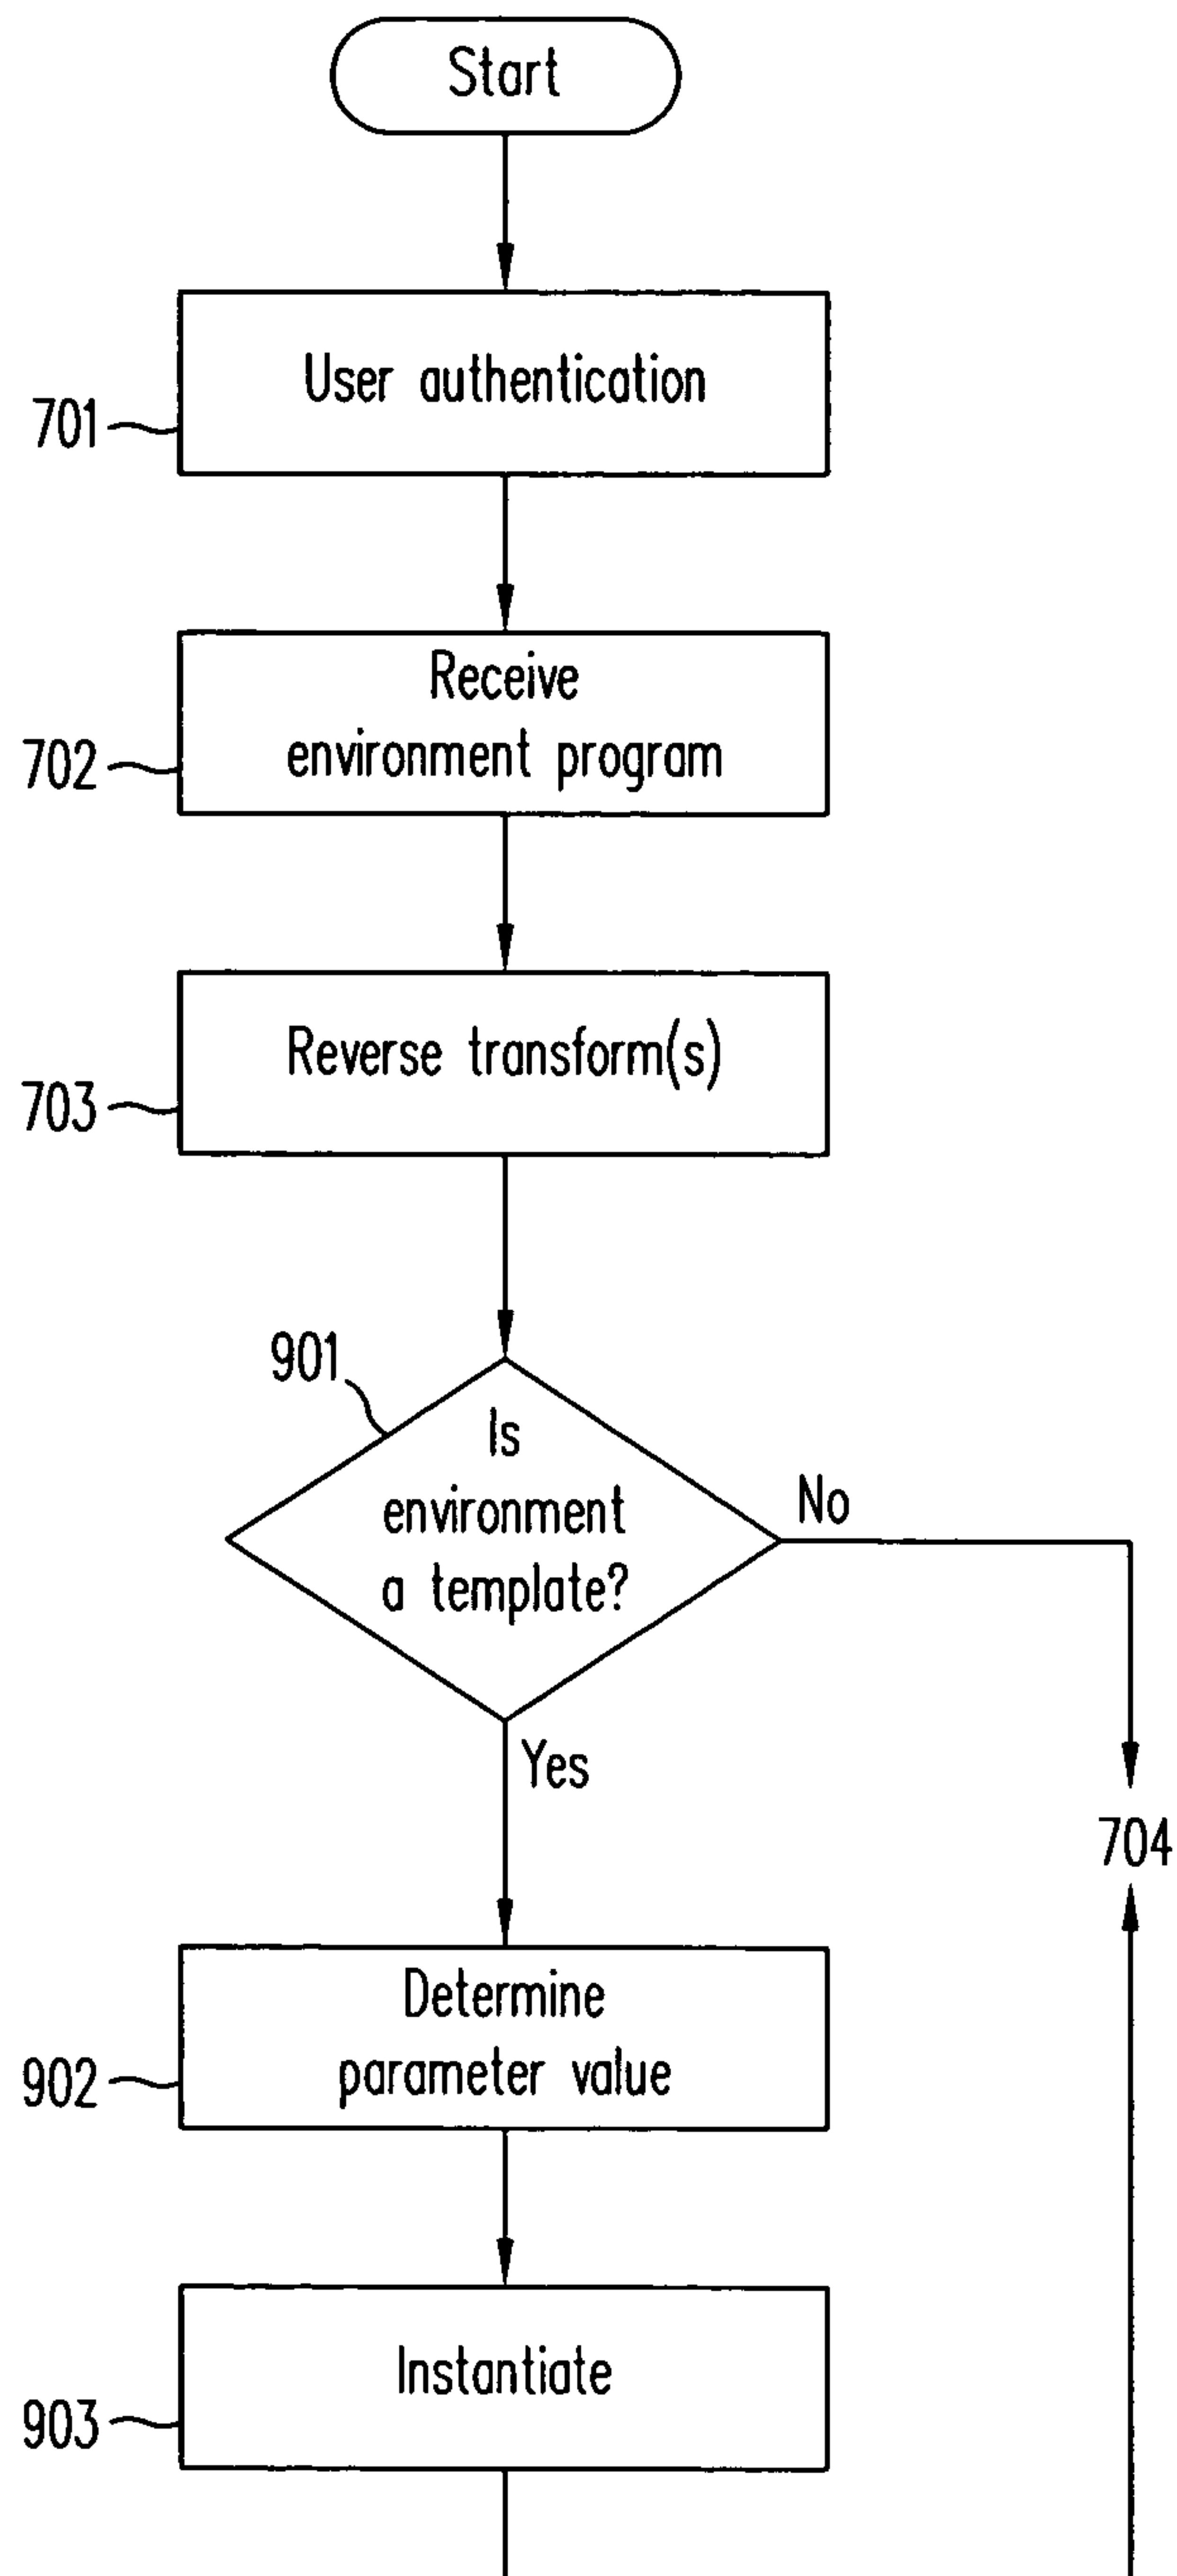 Start
User authentication
701
Receive
environment program
702
Reverse transform(s)
703
901
Is
environment
a template?
No
Yes
704
Determine
parameter value
902
Instantiate
903